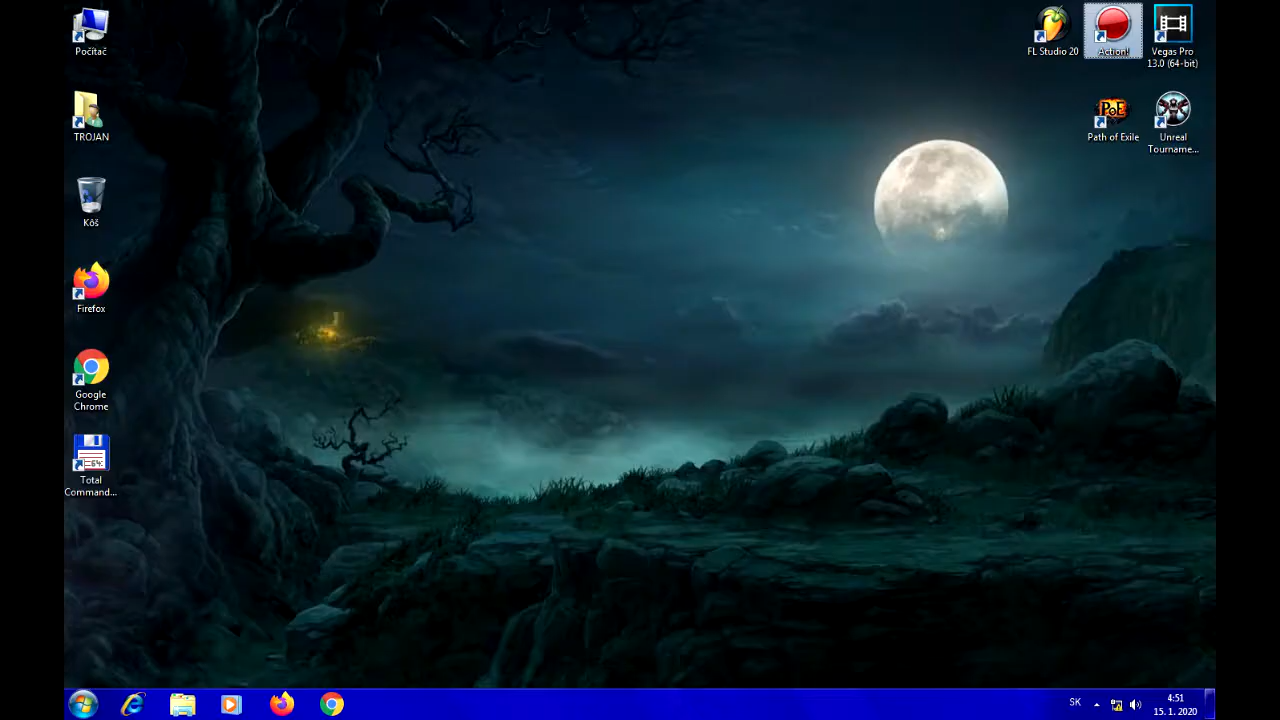 Počítač
TROJAN
Kôš
Firefox
Google
Chrome
Total
Command...
FL Studio 20
Action!
Vegas Pro
13.0 (64-bit)
PoE
Path of Exile
Unreal
Tourname...
SK
4:51
15. 1. 2020